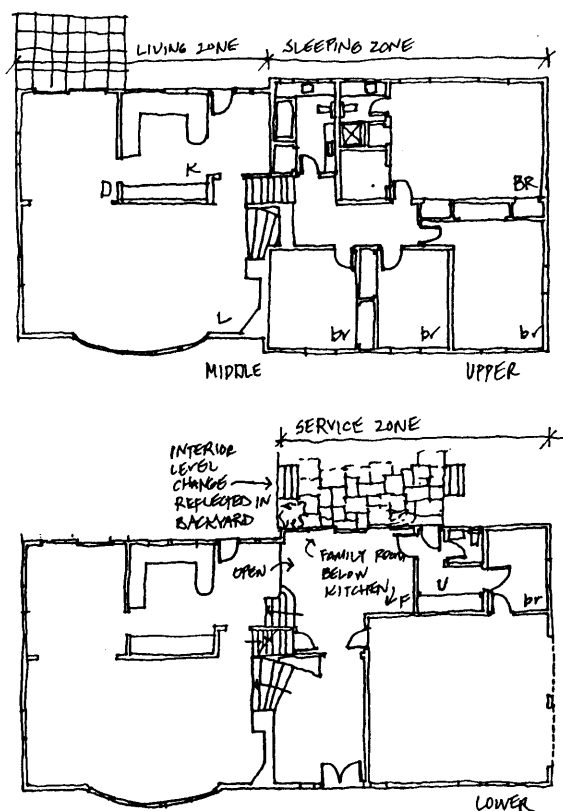 LIVING ZONE
SLEEPING ZONE
K
D
BR
L
br
br
br
MIDDLE
UPPER
SERVICE ZONE
INTERIOR
LEVEL
CHANGE
REFLECTED IN
BACKYARD
OPEN
FAMILY ROOM
BELOW
KITCHEN
F
U
br
LOWER